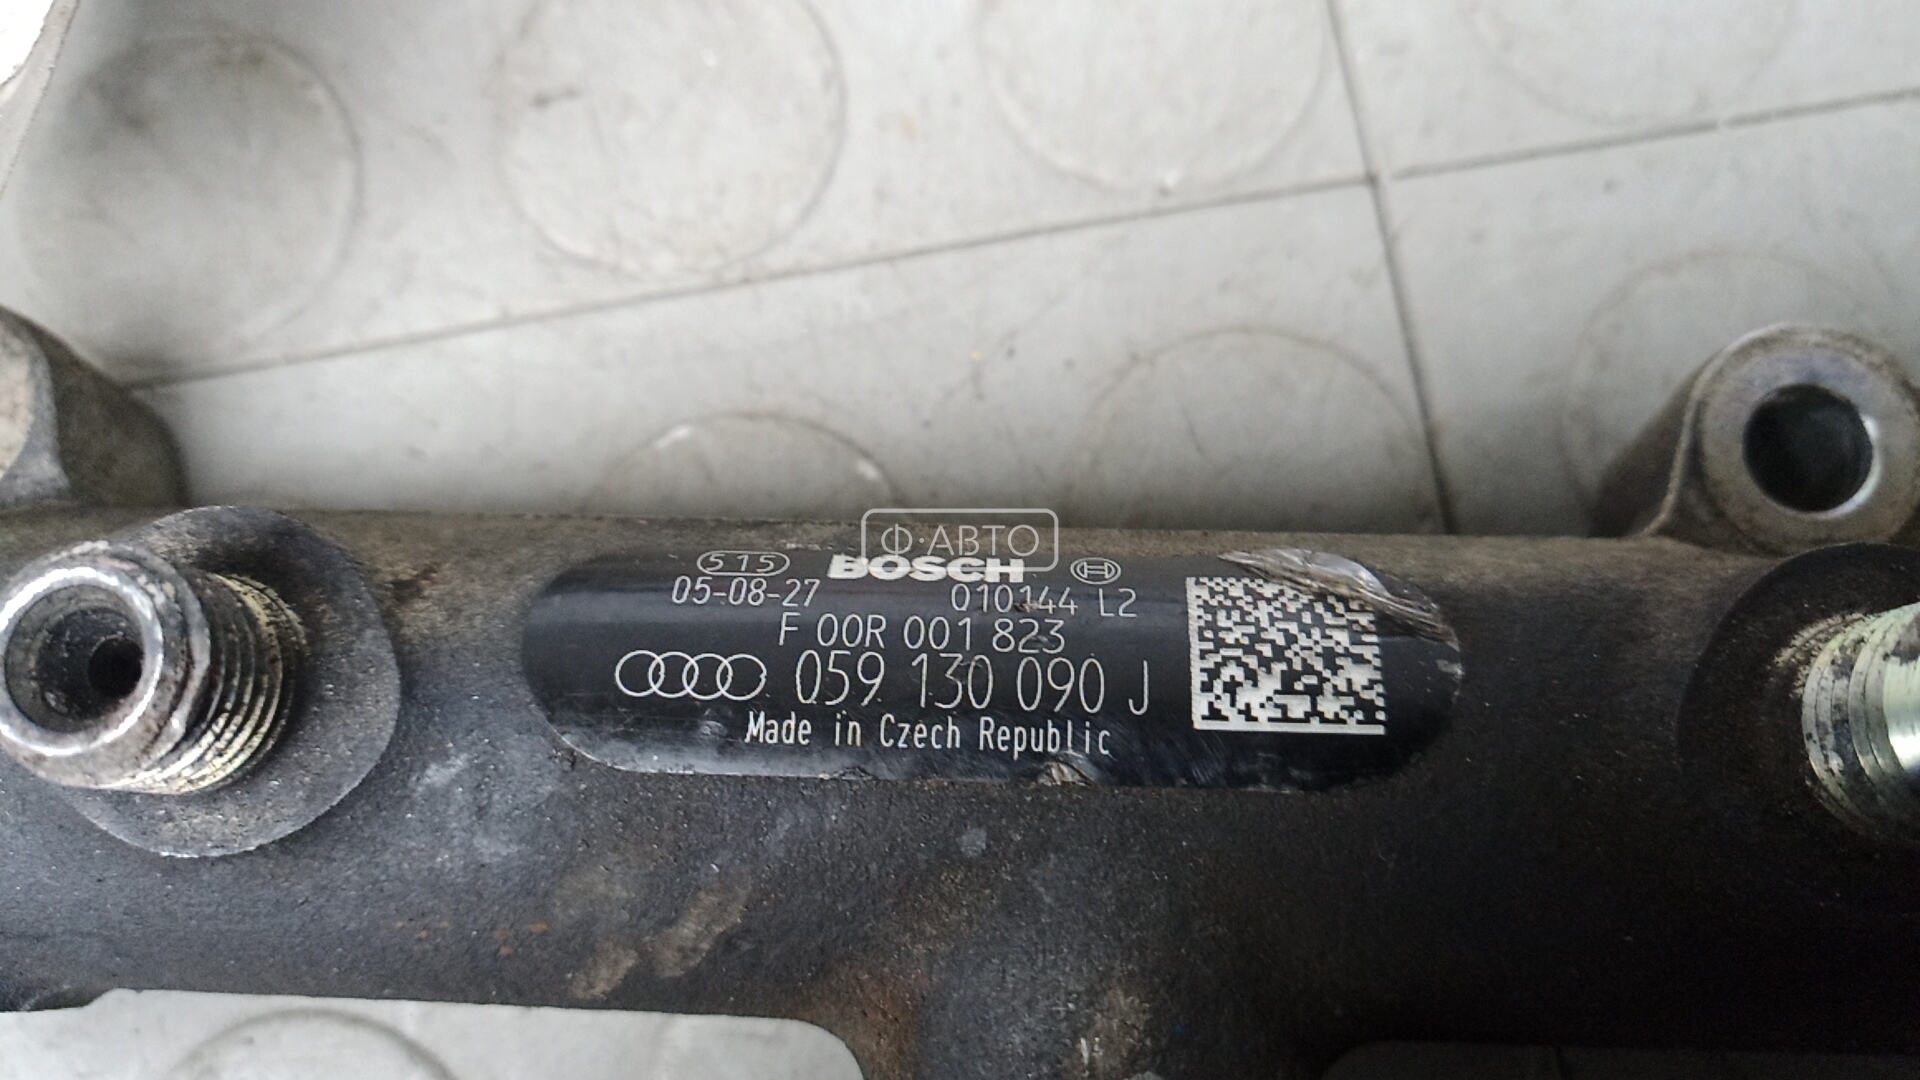 Ф·АВТО
515 BOSCH
05-08-27 010144 L2
F 00R 001 823
059 130 090 J
Made in Czech Republic